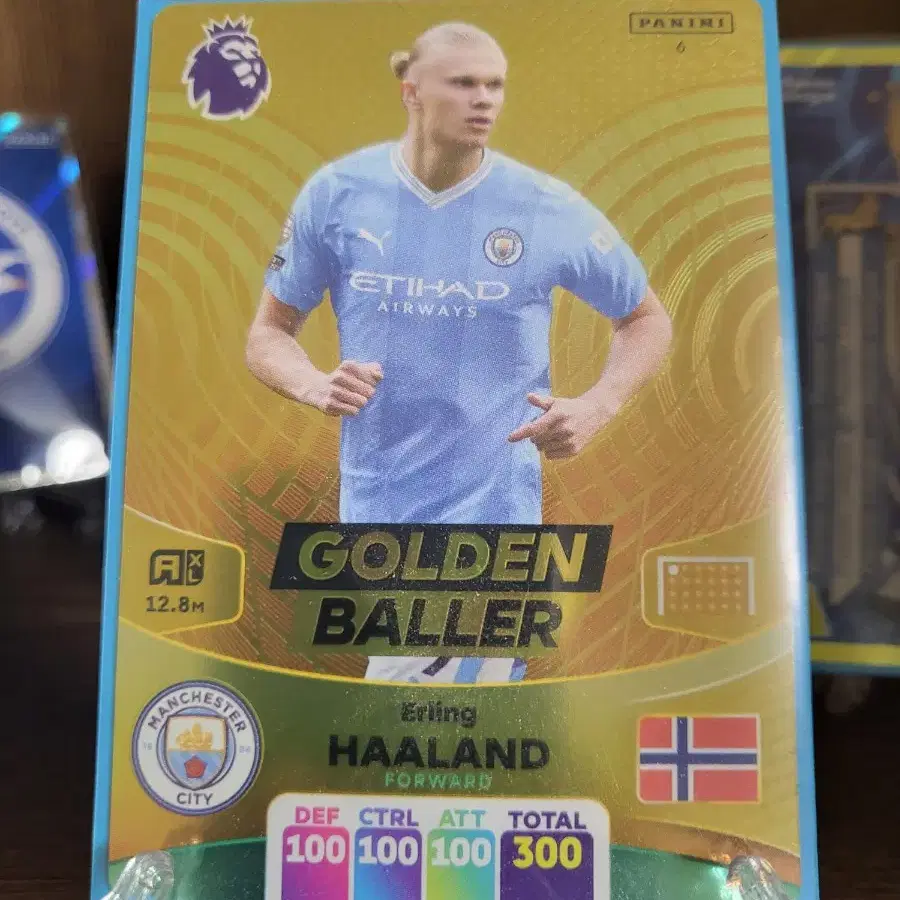 PANINI
6
ETIHAD
AIRWAYS
GOLDEN
BALLER
XL
12.8M
Erling
HAALAND
FORWARD
MANCHESTER
CITY
DEF CTRL ATT TOTAL
100 100 100 300